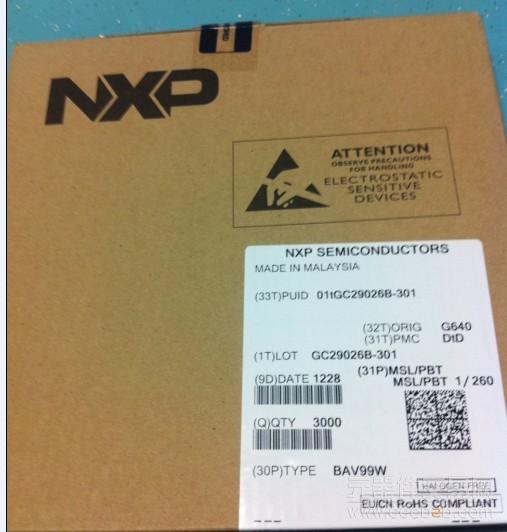 NXP
ATTENTION
OBSERVE PRECAUTIONS
FOR HANDLING
ELECTROSTATIC
SENSITIVE
DEVICES
NXP SEMICONDUCTORS
MADE IN MALAYSIA
(33T)PUID 01tGC29026B-301
(32T)ORIG G640
(31T)PMC DtD
(1T)LOT GC29026B-301
(31P)MSL/PBT
(9D)DATE 1228 MSL/PBT 1/260
(Q)QTY 3000
(30P)TYPE BAV99W
HALOGEN FREE
EU/CN RoHS COMPLIANT